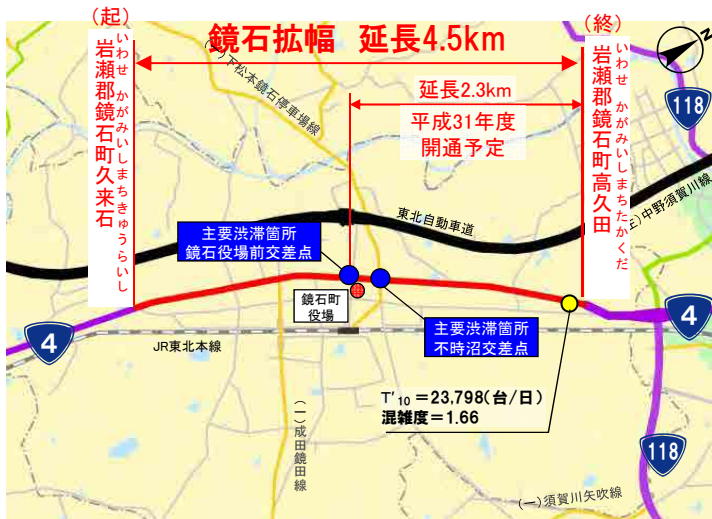 (起)
岩瀬郡鏡石町久来石
いわせ かがみいしまちきゅうらいし
鏡石拡幅 延長4.5km
(終)
岩瀬郡鏡石町高久田
いわせ かがみいしまちたかくだ
N
118
延長2.3km
平成31年度
開通予定
下松本鏡石停車場線
東北自動車道
(主)中野須賀川線
主要渋滞箇所
鏡石役場前交差点
鏡石町
役場
主要渋滞箇所
不時沼交差点
4
4
JR東北本線
T'10=23,798(台/日)
混雑度=1.66
(一)成田鏡田線
118
(一)須賀川矢吹線